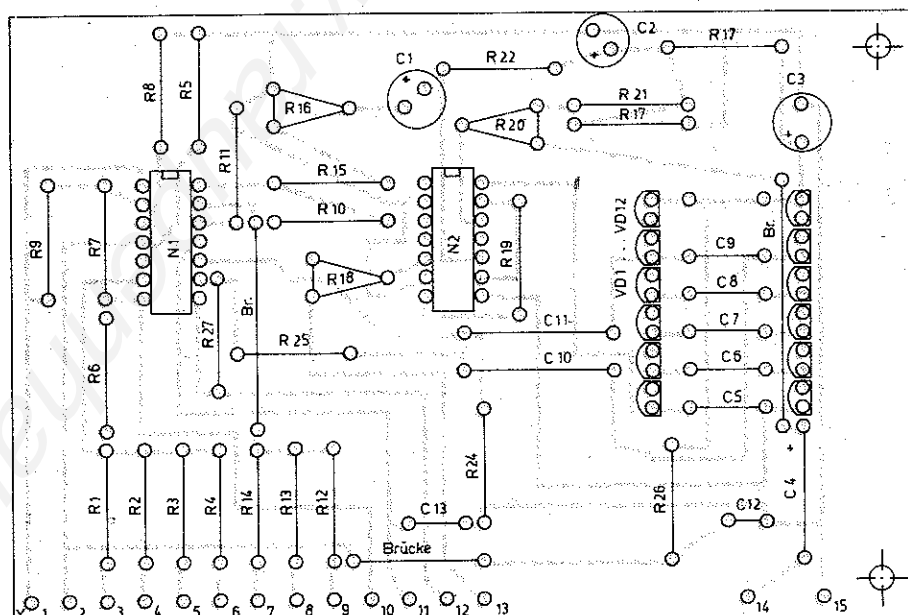 R8
R5
C1
R22
C2
R17
R16
R20
R21
R17
C3
R11
R15
R10
R9
R7
N1
R18
N2
R19
VD1...VD12
Br.
C9
C8
C7
C6
C5
R27
Br.
R25
C11
C10
R6
R1
R2
R3
R4
R14
R13
R12
R24
C13
Brücke
R26
C12
C4
1
2
3
4
5
6
7
8
9
10
11
12
13
14
15